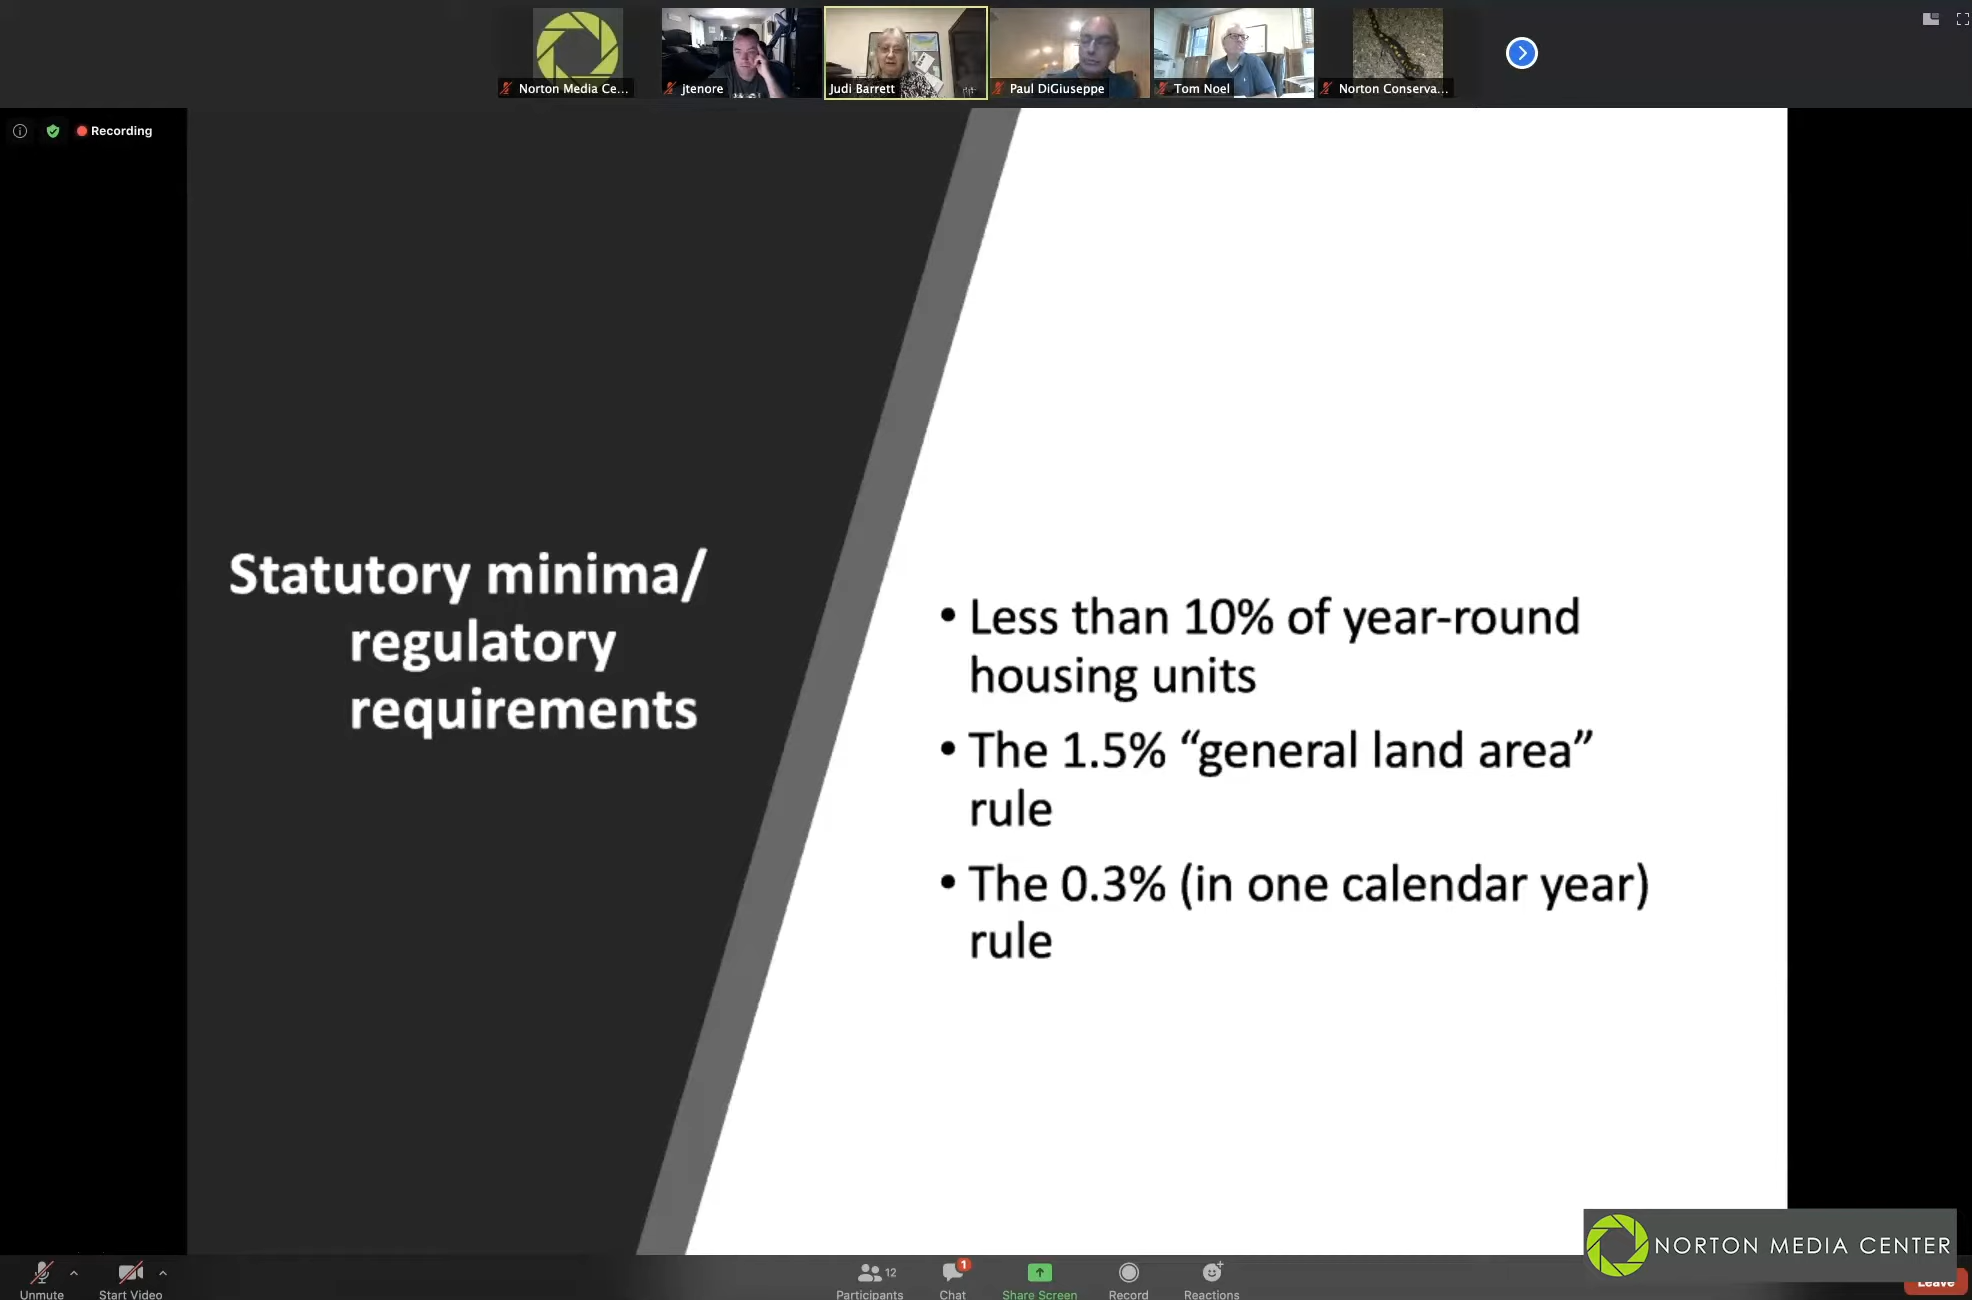 Norton Media Ce...
jtenore
Judi Barrett
Paul DiGiuseppe
Tom Noel
Norton Conserva...
Recording
Statutory minima/
regulatory
requirements
• Less than 10% of year-round
housing units
• The 1.5% “general land area”
rule
• The 0.3% (in one calendar year)
rule
NORTON MEDIA CENTER
Unmute
Start Video
12
Participants
1
Chat
Share Screen
Record
Reactions
Leave